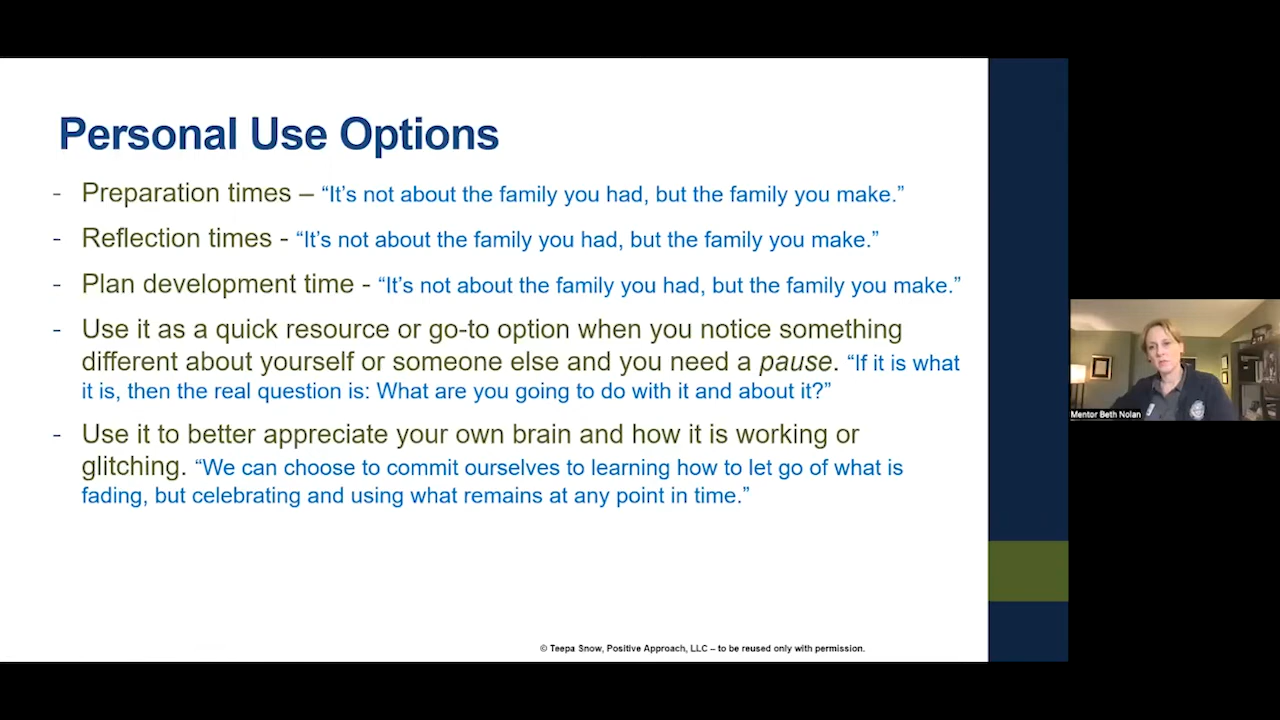 Personal Use Options
- Preparation times – “It’s not about the family you had, but the family you make.”
- Reflection times - “It’s not about the family you had, but the family you make.”
- Plan development time - “It’s not about the family you had, but the family you make.”
- Use it as a quick resource or go-to option when you notice something
different about yourself or someone else and you need a pause. “If it is what
it is, then the real question is: What are you going to do with it and about it?”
- Use it to better appreciate your own brain and how it is working or
glitching. “We can choose to commit ourselves to learning how to let go of what is
fading, but celebrating and using what remains at any point in time.”
Mentor Beth Nolan
© Teepa Snow, Positive Approach, LLC – to be reused only with permission.